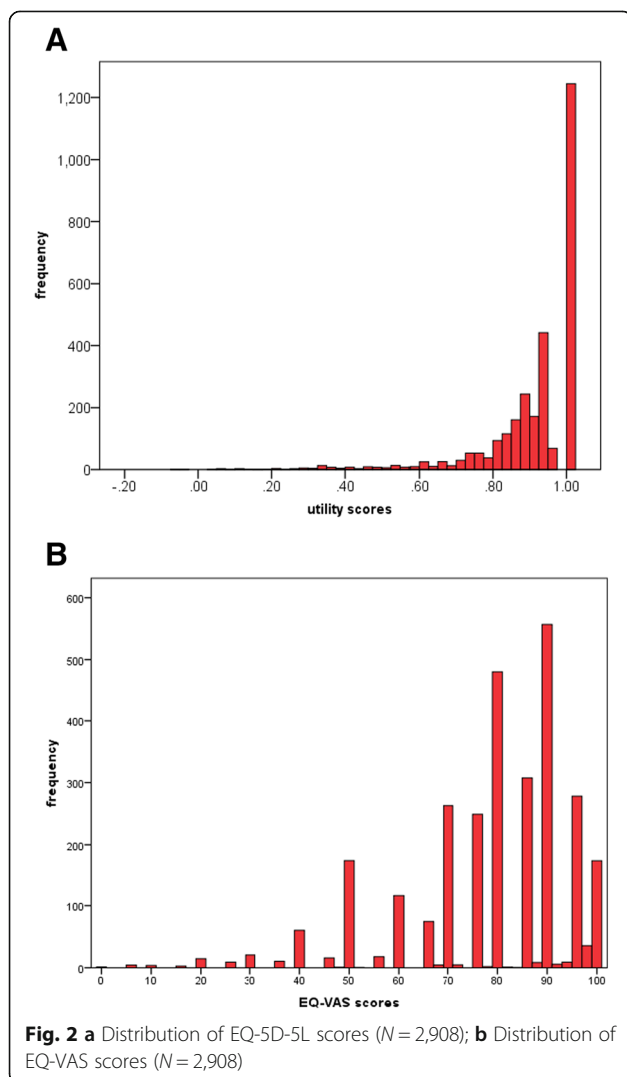 A
1,200
1,000
800
600
400
200
0
frequency
-.20 .00 .20 .40 .60 .80 1.00
utility scores
B
600
500
400
300
200
100
0
frequency
0 10 20 30 40 50 60 70 80 90 100
EQ-VAS scores
Fig. 2 a Distribution of EQ-5D-5L scores (N = 2,908); b Distribution of
EQ-VAS scores (N = 2,908)